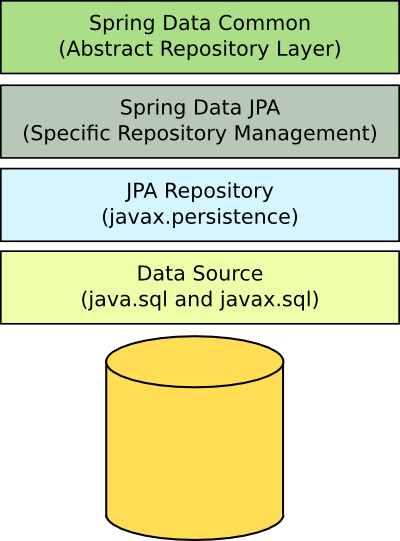 Spring Data Common
(Abstract Repository Layer)
Spring Data JPA
(Specific Repository Management)
JPA Repository
(javax.persistence)
Data Source
(java.sql and javax.sql)